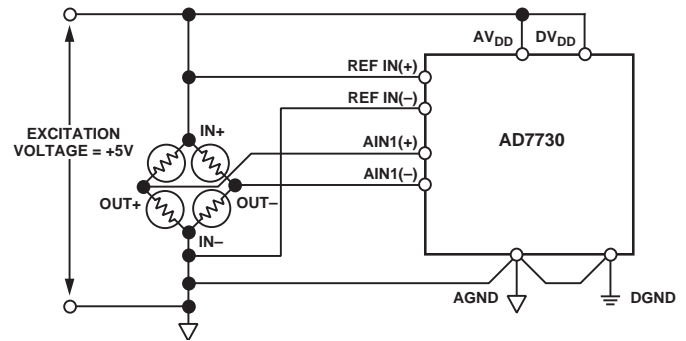 AVDD DVDD
REF IN(+)
REF IN(–)
EXCITATION
VOLTAGE = +5V
IN+
AIN1(+)
AD7730
AIN1(–)
OUT+
OUT–
IN–
AGND
DGND